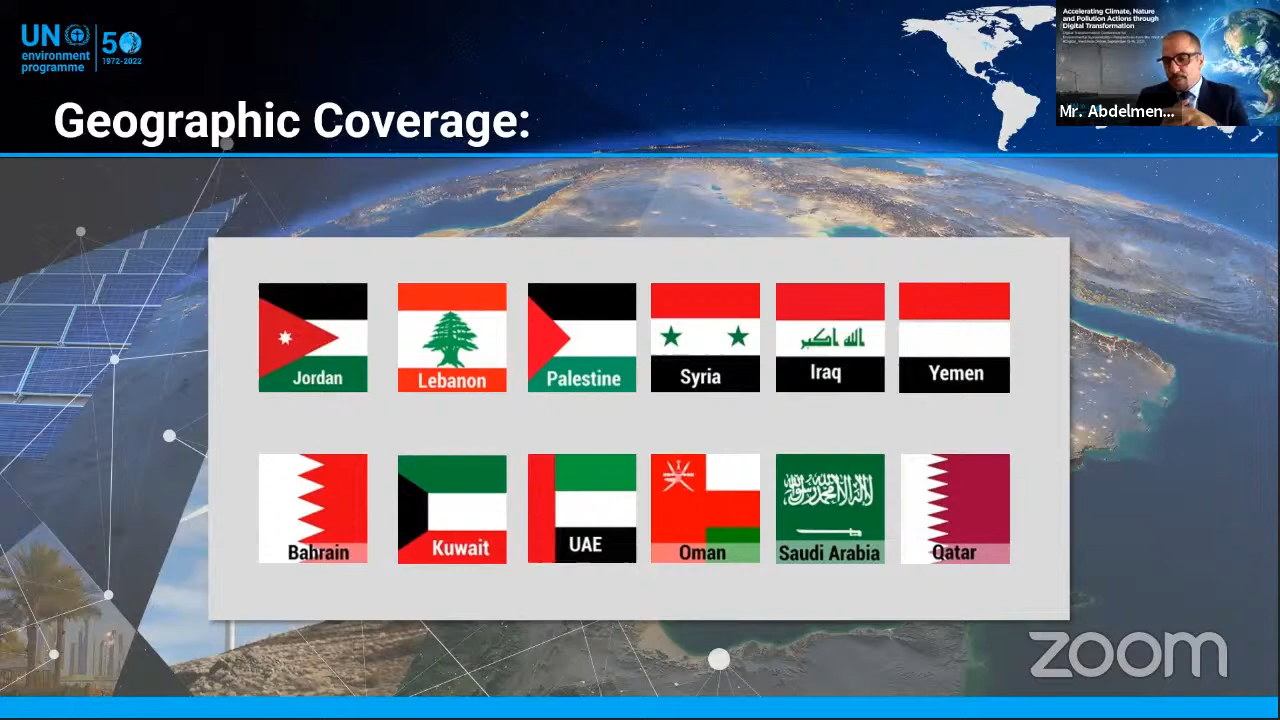 UN
environment
programme
50
1972-2022
Accelerating Climate, Nature
and Pollution Actions through
Digital Transformation
Mr. Abdelmen...
Geographic Coverage:
Jordan
Lebanon
Palestine
Syria
الله اكبر
Iraq
Yemen
Bahrain
Kuwait
UAE
Oman
لا إله إلا الله محمد رسول الله
Saudi Arabia
Qatar
zoom